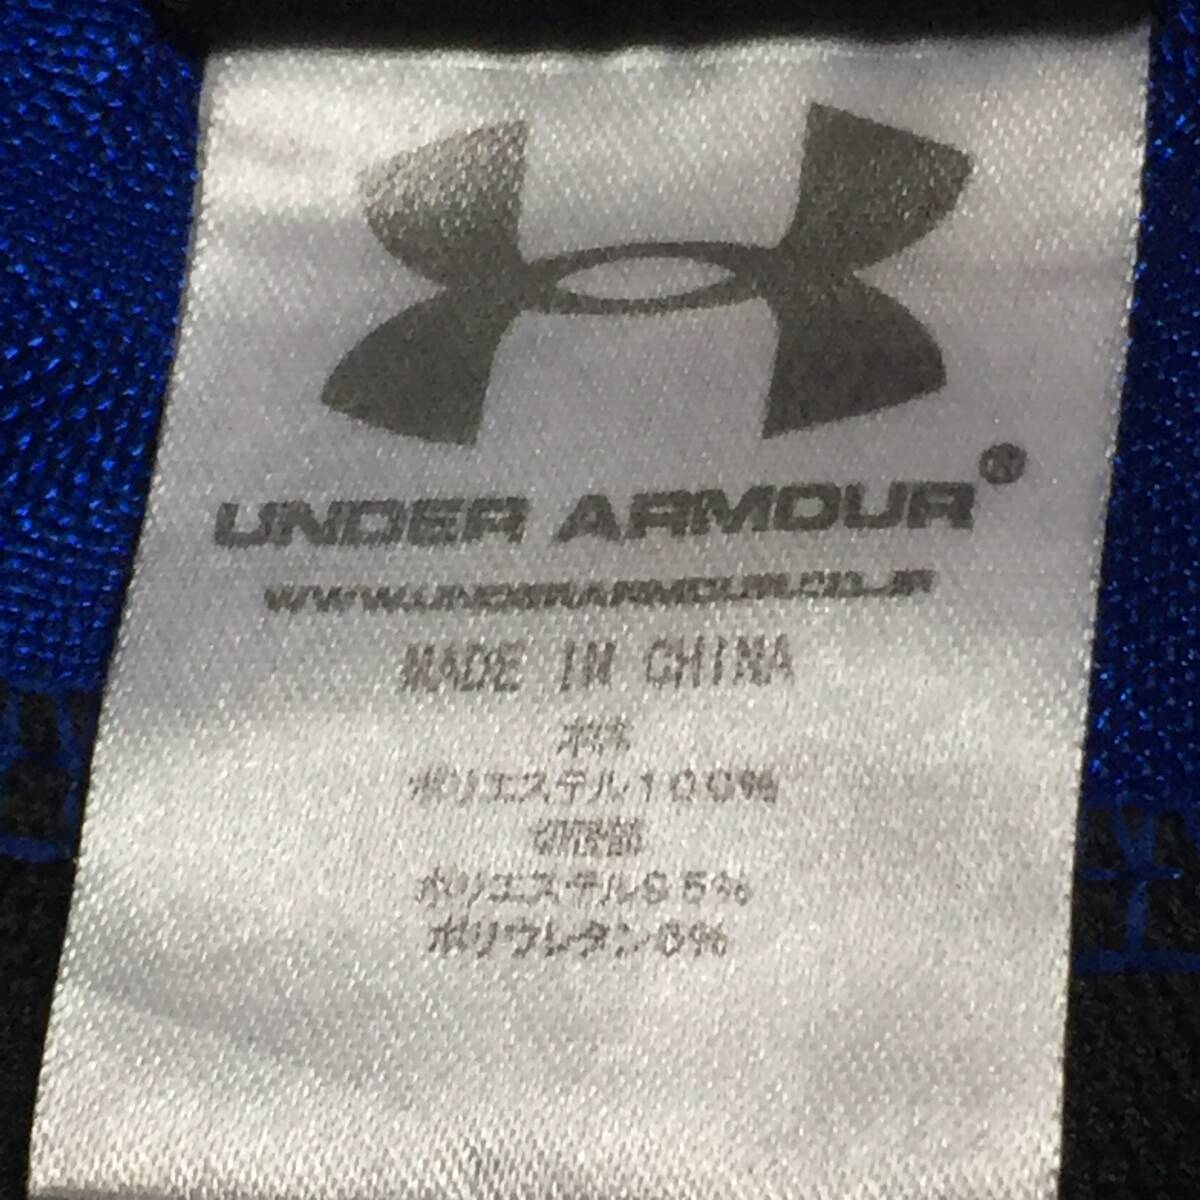 UNDER ARMOUR®
WWW.UNDERARMOUR.CO.JP
MADE IN CHINA
本体
ポリエステル100%
切替部
ポリエステル95%
ポリウレタン5%